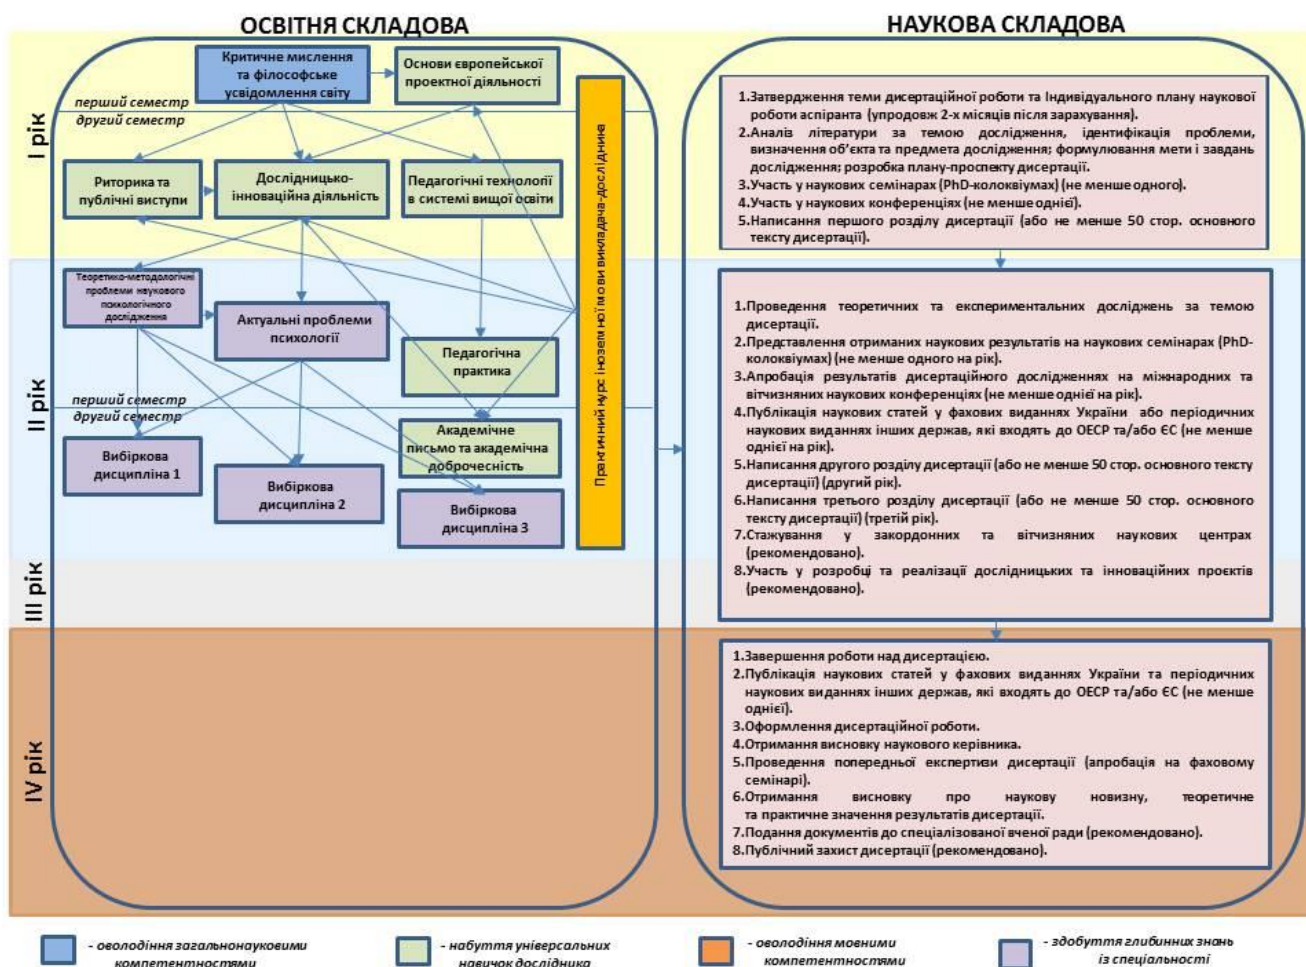 ОСВІТНЯ СКЛАДОВА
НАУКОВА СКЛАДОВА
І рік
Критичне мислення
та філософське
усвідомлення світу
Основи європейської
проектної діяльності
перший семестр
другий семестр
Риторика та
публічні виступи
Дослідницько-
інноваційна діяльність
Педагогічні технології
в системі вищої освіти
Практичний курс іноземної мови викладача-дослідника
ІІ рік
Теоретико-методологічні
проблеми наукового
психологічного
дослідження
Актуальні проблеми
психології
Педагогічна
практика
перший семестр
другий семестр
Академічне
письмо та академічна
доброчесність
Вибіркова
дисципліна 1
Вибіркова
дисципліна 2
Вибіркова
дисципліна 3
ІІІ рік
IV рік
1.Затвердження теми дисертаційної роботи та Індивідуального плану наукової
роботи аспіранта (упродовж 2-х місяців після зарахування).
2.Аналіз літератури за темою дослідження, ідентифікація проблеми,
визначення об’єкта та предмета дослідження; формулювання мети і завдань
дослідження; розробка плану-проспекту дисертації.
3.Участь у наукових семінарах (PhD-колоквіумах) (не менше одного).
4.Участь у наукових конференціях (не менше однієї).
5.Написання першого розділу дисертації (або не менше 50 стор. основного
тексту дисертації).
1.Проведення теоретичних та експериментальних досліджень за темою
дисертації.
2.Представлення отриманих наукових результатів на наукових семінарах (PhD-
колоквіумах) (не менше одного на рік).
3.Апробація результатів дисертаційного дослідженнях на міжнародних та
вітчизняних наукових конференціях (не менше однієї на рік).
4.Публікація наукових статей у фахових виданнях України або періодичних
наукових виданнях інших держав, які входять до ОЕСР та/або ЄС (не менше
однієї на рік).
5.Написання другого розділу дисертації (або не менше 50 стор. основного тексту
дисертації) (другий рік).
6.Написання третього розділу дисертації (або не менше 50 стор. основного
тексту дисертації) (третій рік).
7.Стажування у закордонних та вітчизняних наукових центрах
(рекомендовано).
8.Участь у розробці та реалізації дослідницьких та інноваційних проєктів
(рекомендовано).
1.Завершення роботи над дисертацією.
2.Публікація наукових статей у фахових виданнях України та періодичних
наукових виданнях інших держав, які входять до ОЕСР та/або ЄС (не менше
однієї).
3.Оформлення дисертаційної роботи.
4.Отримання висновку наукового керівника.
5.Проведення попередньої експертизи дисертації (апробація на фаховому
семінарі).
6.Отримання висновку про наукову новизну, теоретичне
та практичне значення результатів дисертації.
7.Подання документів до спеціалізованої вченої ради (рекомендовано).
8.Публічний захист дисертації (рекомендовано).
- оволодіння загальнонауковими
компетентностями
- набуття універсальних
навичок дослідника
- оволодіння мовними
компетентностями
- здобуття глибинних знань
із спеціальності